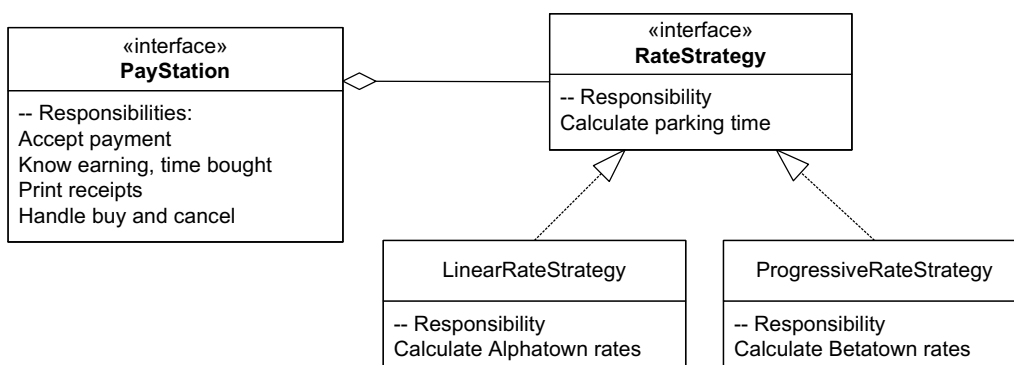 «interface»
PayStation
-- Responsibilities:
Accept payment
Know earning, time bought
Print receipts
Handle buy and cancel
«interface»
RateStrategy
-- Responsibility
Calculate parking time
LinearRateStrategy
-- Responsibility
Calculate Alphatown rates
ProgressiveRateStrategy
-- Responsibility
Calculate Betatown rates